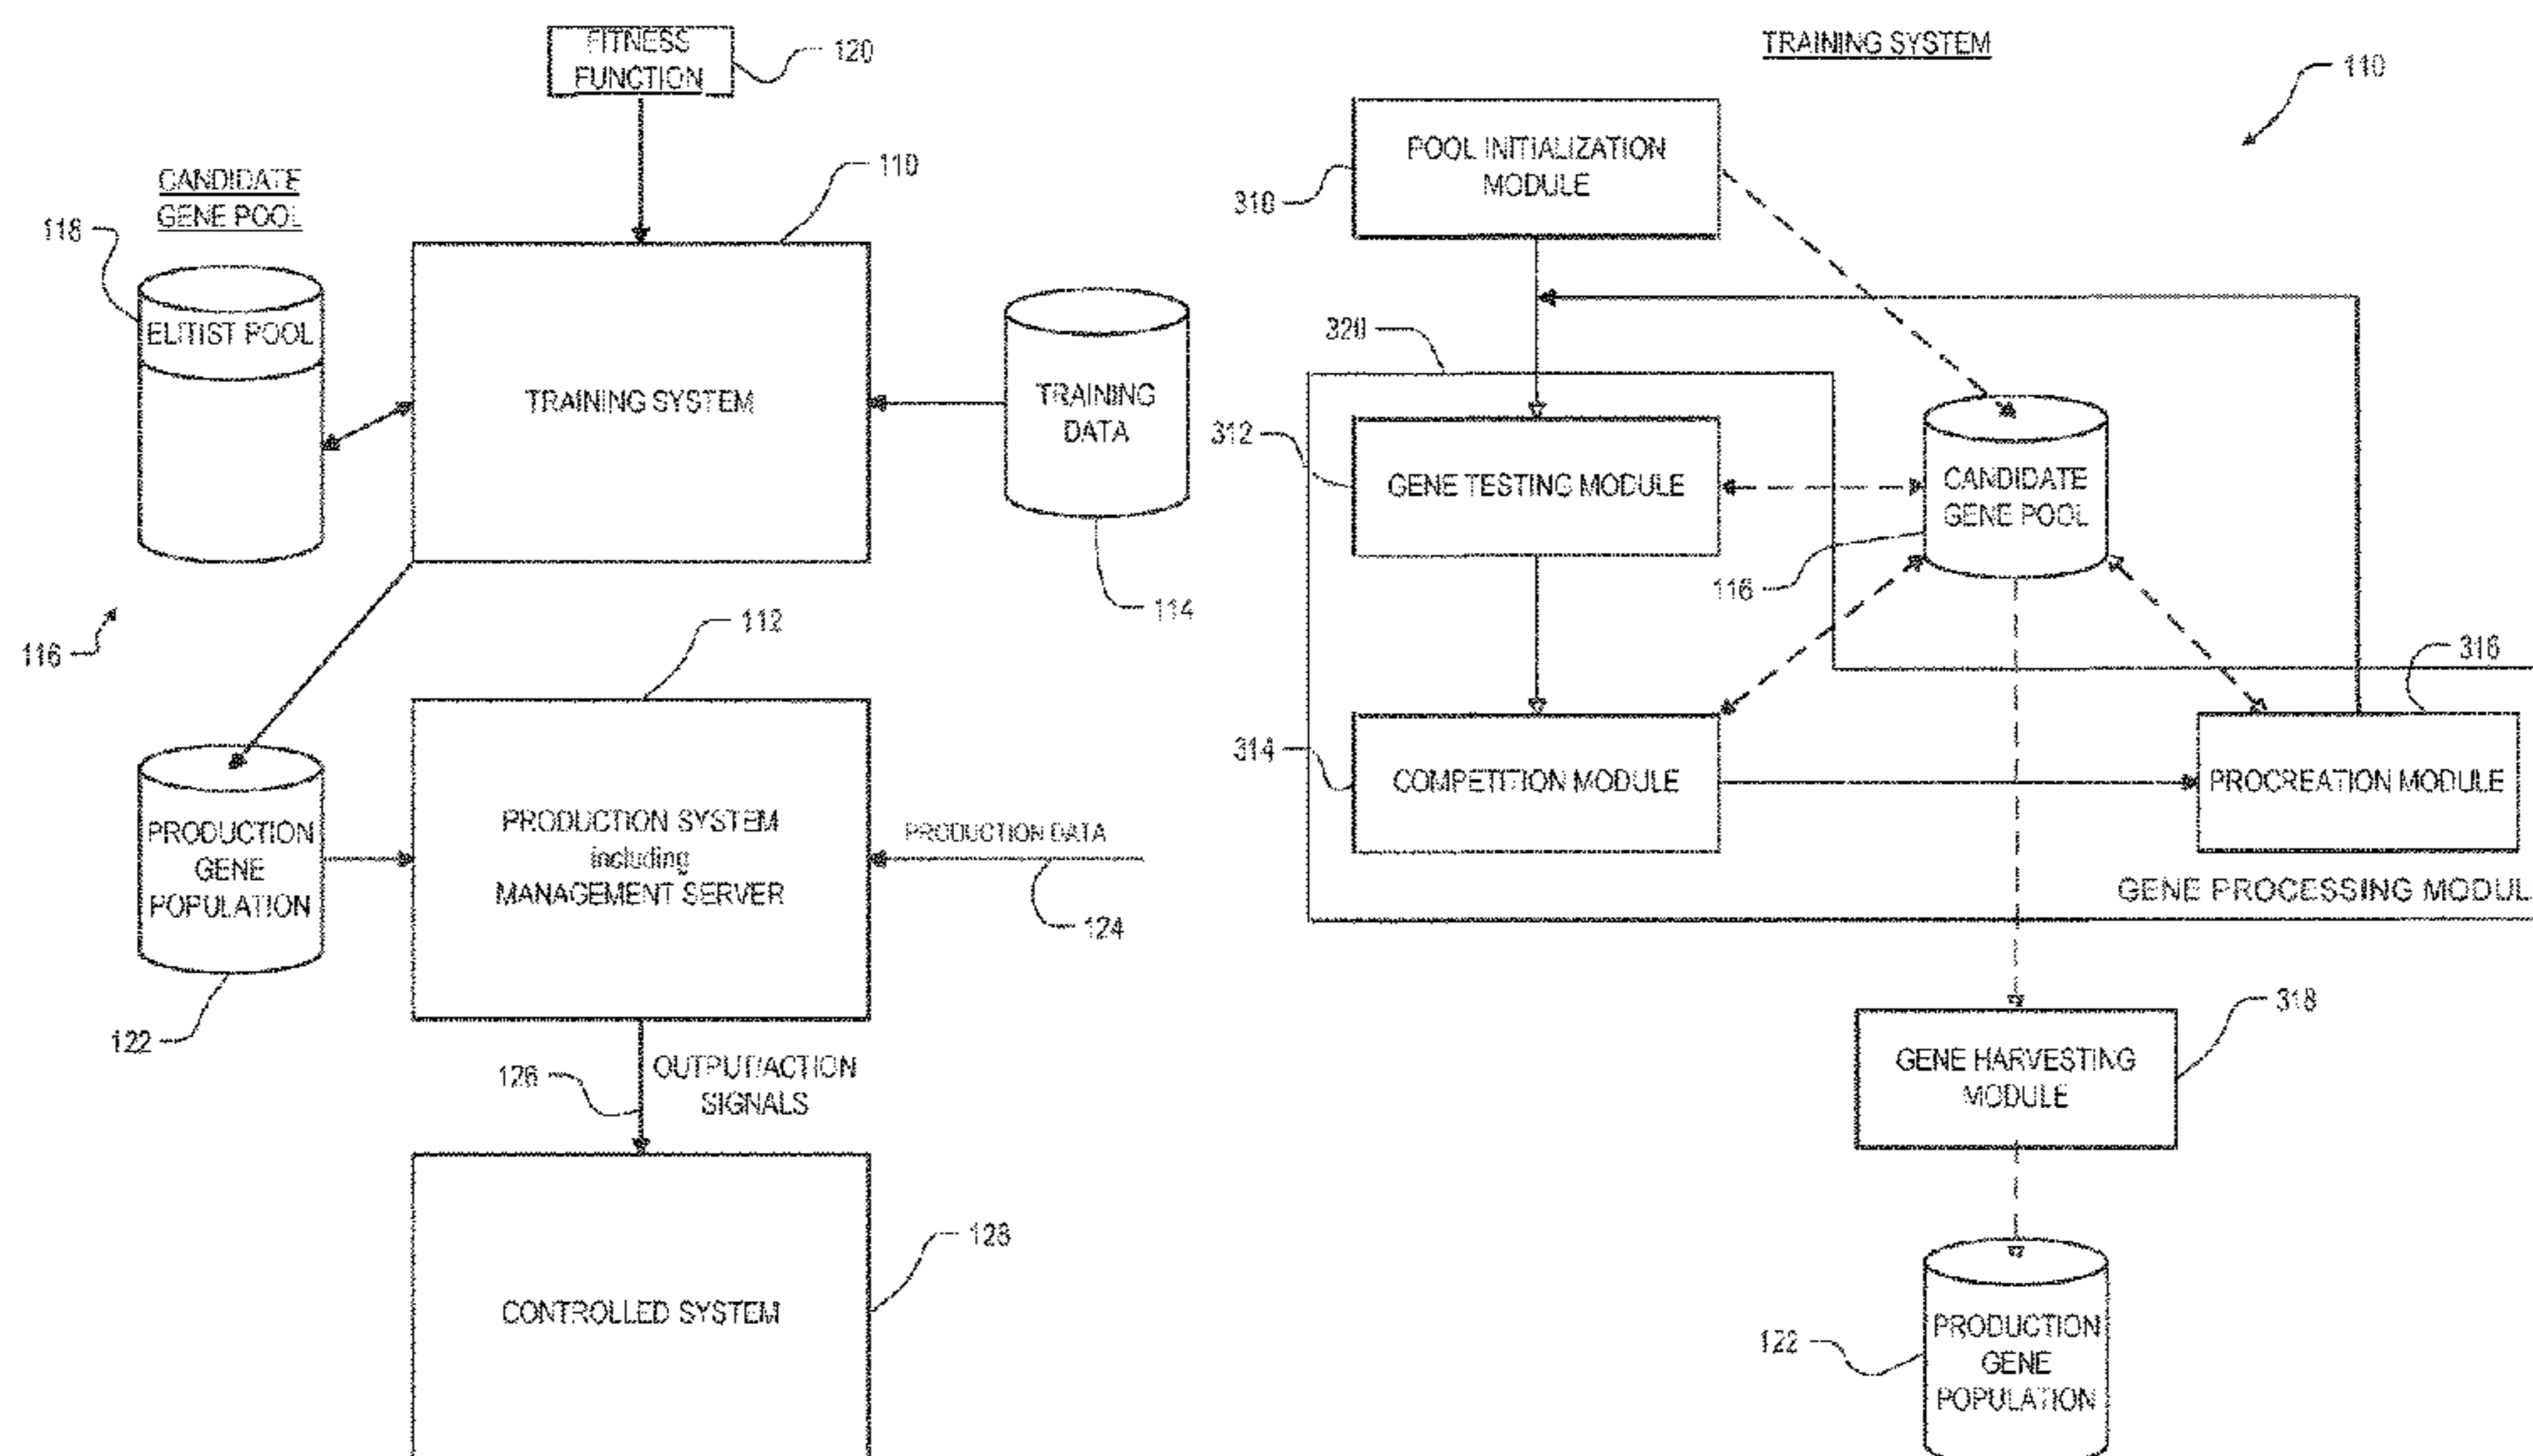 FITNESS
FUNCTION
120
110
CANDIDATE
GENE POOL
118
ELITIST POOL
TRAINING SYSTEM
TRAINING
DATA
114
116
112
PRODUCTION
GENE
POPULATION
PRODUCTION SYSTEM
including
MANAGEMENT SERVER
PRODUCTION DATA
124
122
126
OUTPUT/ACTION
SIGNALS
128
CONTROLLED SYSTEM
TRAINING SYSTEM
110
POOL INITIALIZATION
MODULE
310
320
312
GENE TESTING MODULE
CANDIDATE
GENE POOL
116
316
314
COMPETITION MODULE
PROCREATION MODULE
GENE PROCESSING MODUL
318
GENE HARVESTING
MODULE
122
PRODUCTION
GENE
POPULATION